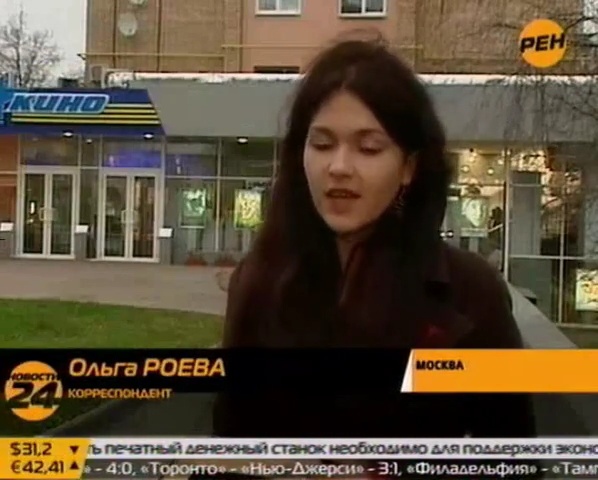 РЕН
КИНО
Ольга РОЕВА
КОРРЕСПОНДЕНТ
МОСКВА
НОВОСТИ
24
$31,2
€42,41
ть печатный денежный станок необходимо для поддержки эконо
» - 4:0, «Торонто» - «Нью-Джерси» - 3:1, «Филадельфия» - «Тамп